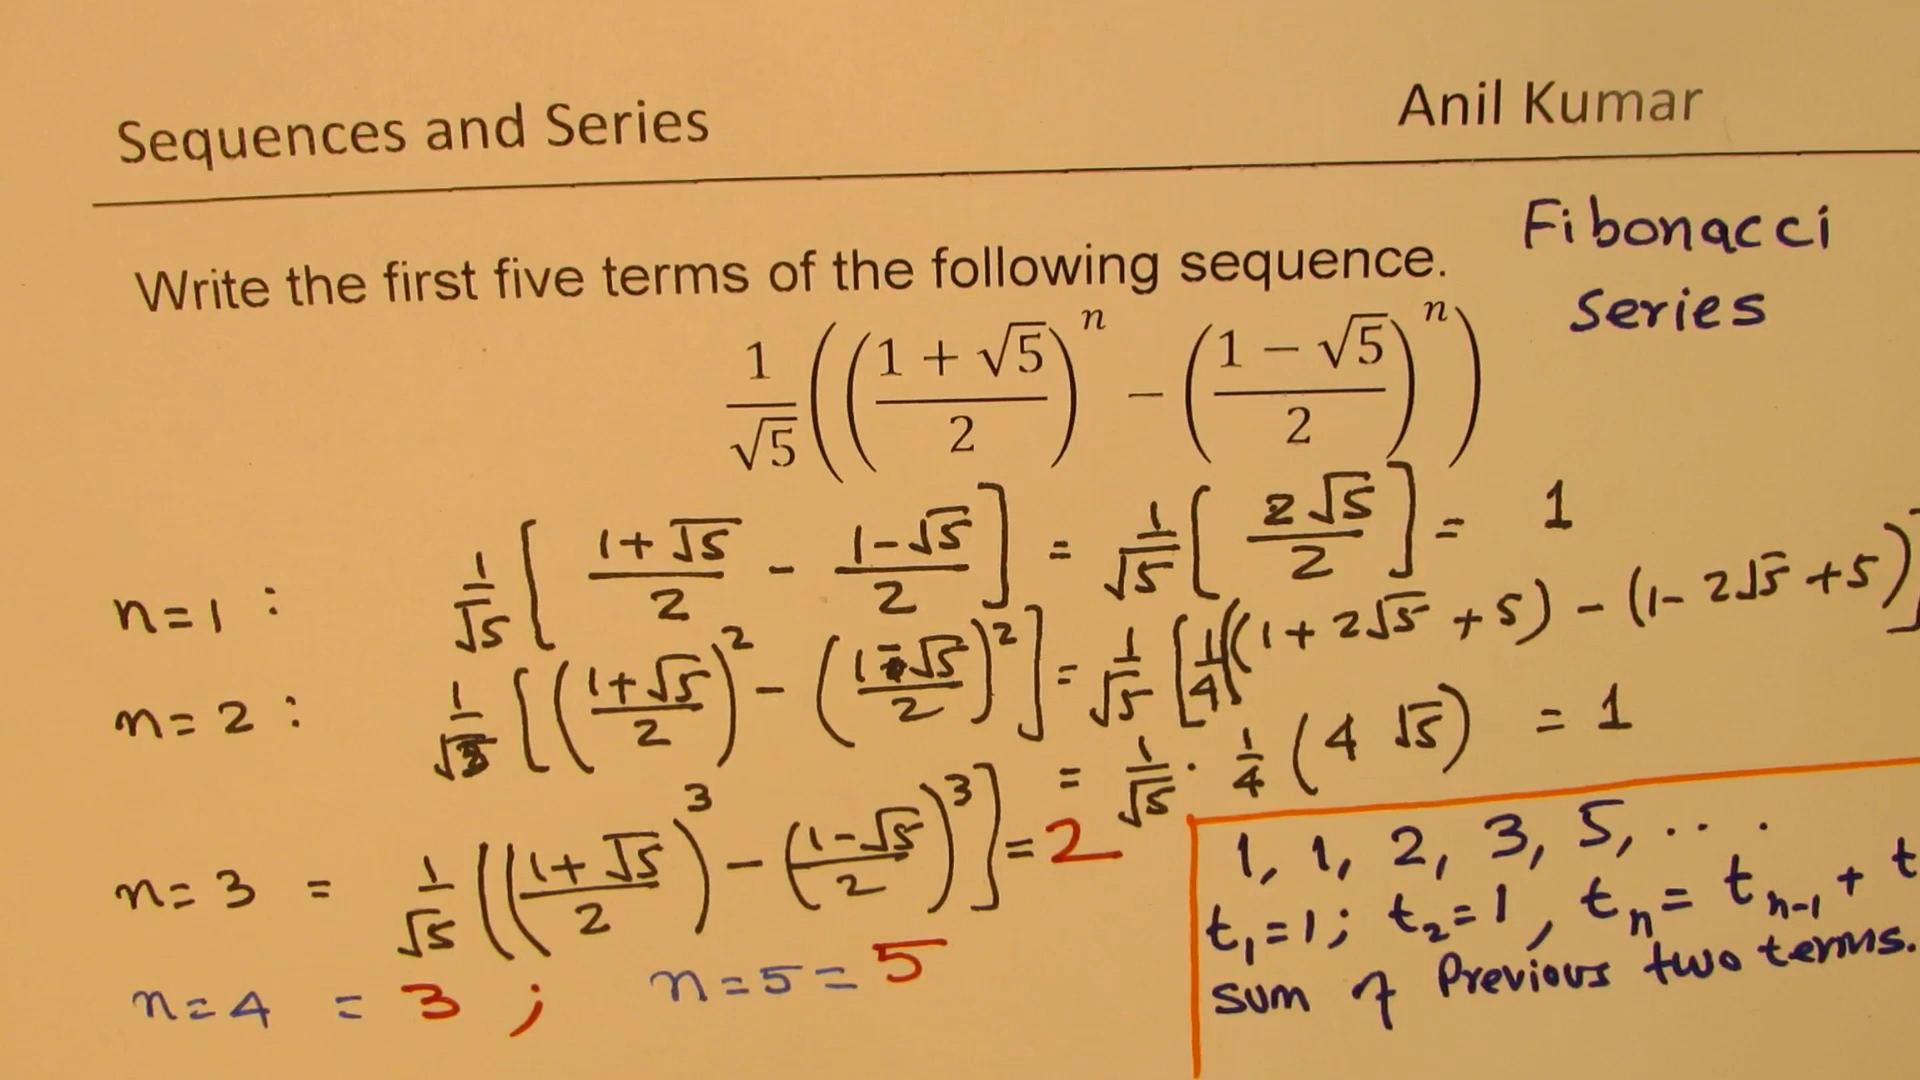 Sequences and Series
Anil Kumar
Write the first five terms of the following sequence.
Fibonacci
Series
1/√5 (((1 + √5)/2)^n − ((1 − √5)/2)^n)
n=1 : 1/√5 [ (1+√5)/2 - (1-√5)/2 ] = 1/√5 [ 2√5/2 ] = 1
n=2 : 1/√5 [ ((1+√5)/2)^2 - ((1-√5)/2)^2 ] = 1/√5 [ 1/4 ((1+2√5+5) - (1-2√5+5) ]
= 1/√5 · 1/4 (4 √5) = 1
n=3 = 1/√5 ( ((1+√5)/2)^3 - ((1-√5)/2)^3 ] = 2
n=4 = 3 ; n=5 = 5
1, 1, 2, 3, 5, ...
t₁=1; t₂=1, tₙ = tₙ₋₁ + t
sum of Previous two terms.